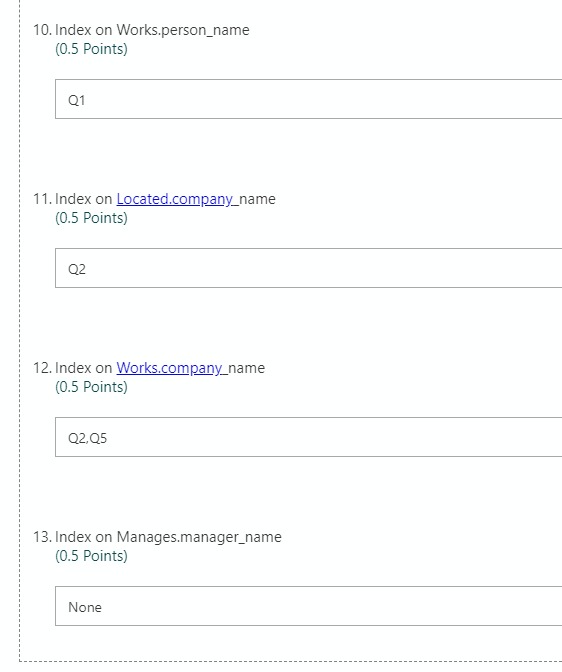 10. Index on Works.person_name
(0.5 Points)
Q1
11. Index on Located.company_name
(0.5 Points)
Q2
12. Index on Works.company_name
(0.5 Points)
Q2,Q5
13. Index on Manages.manager_name
(0.5 Points)
None